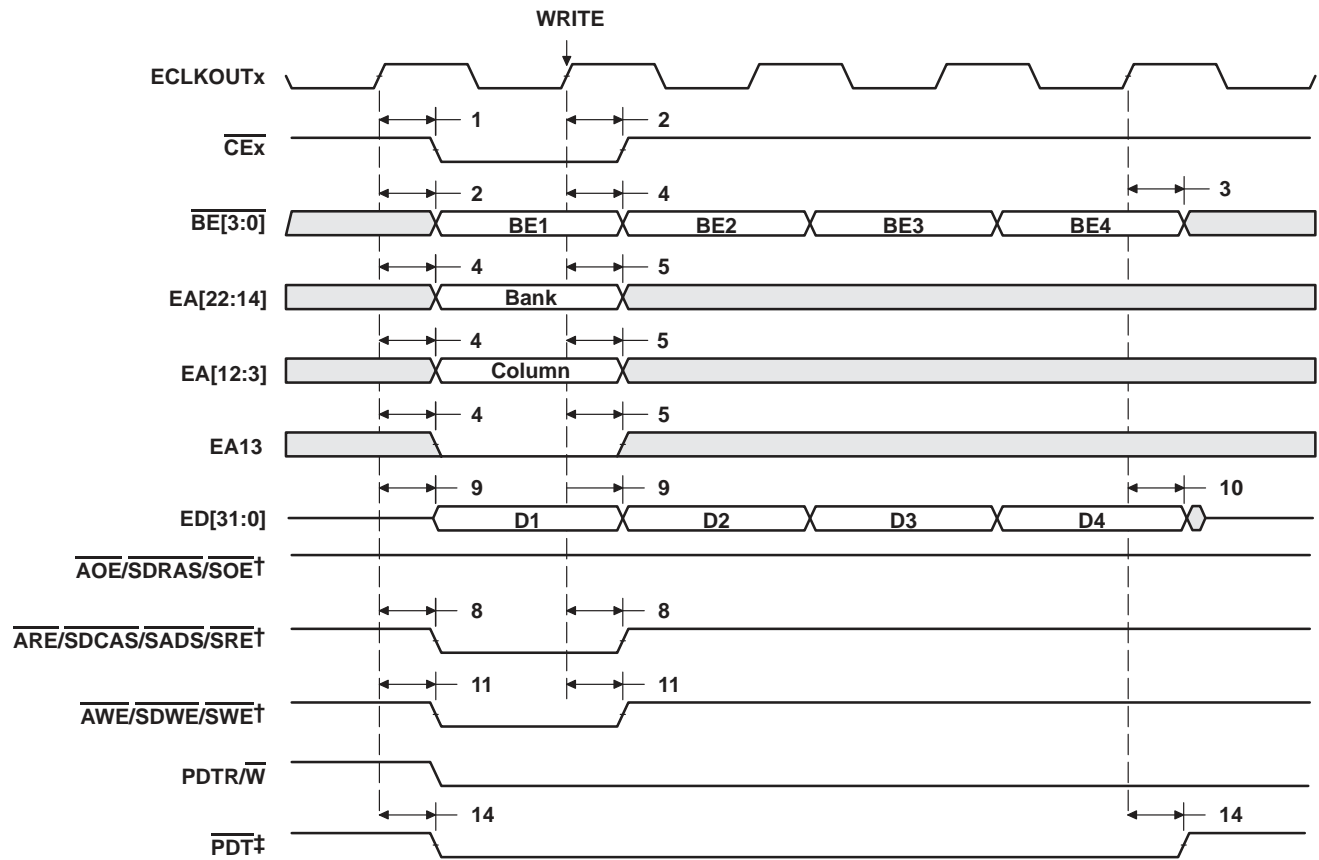 WRITE
ECLKOUTx
1
2
CEx
2
4
3
BE[3:0]
BE1
BE2
BE3
BE4
4
5
EA[22:14]
Bank
4
5
EA[12:3]
Column
4
5
EA13
9
9
10
ED[31:0]
D1
D2
D3
D4
AOE/SDRAS/SOE†
8
8
ARE/SDCAS/SADS/SRE†
11
11
AWE/SDWE/SWE†
PDTR/W
14
14
PDT‡